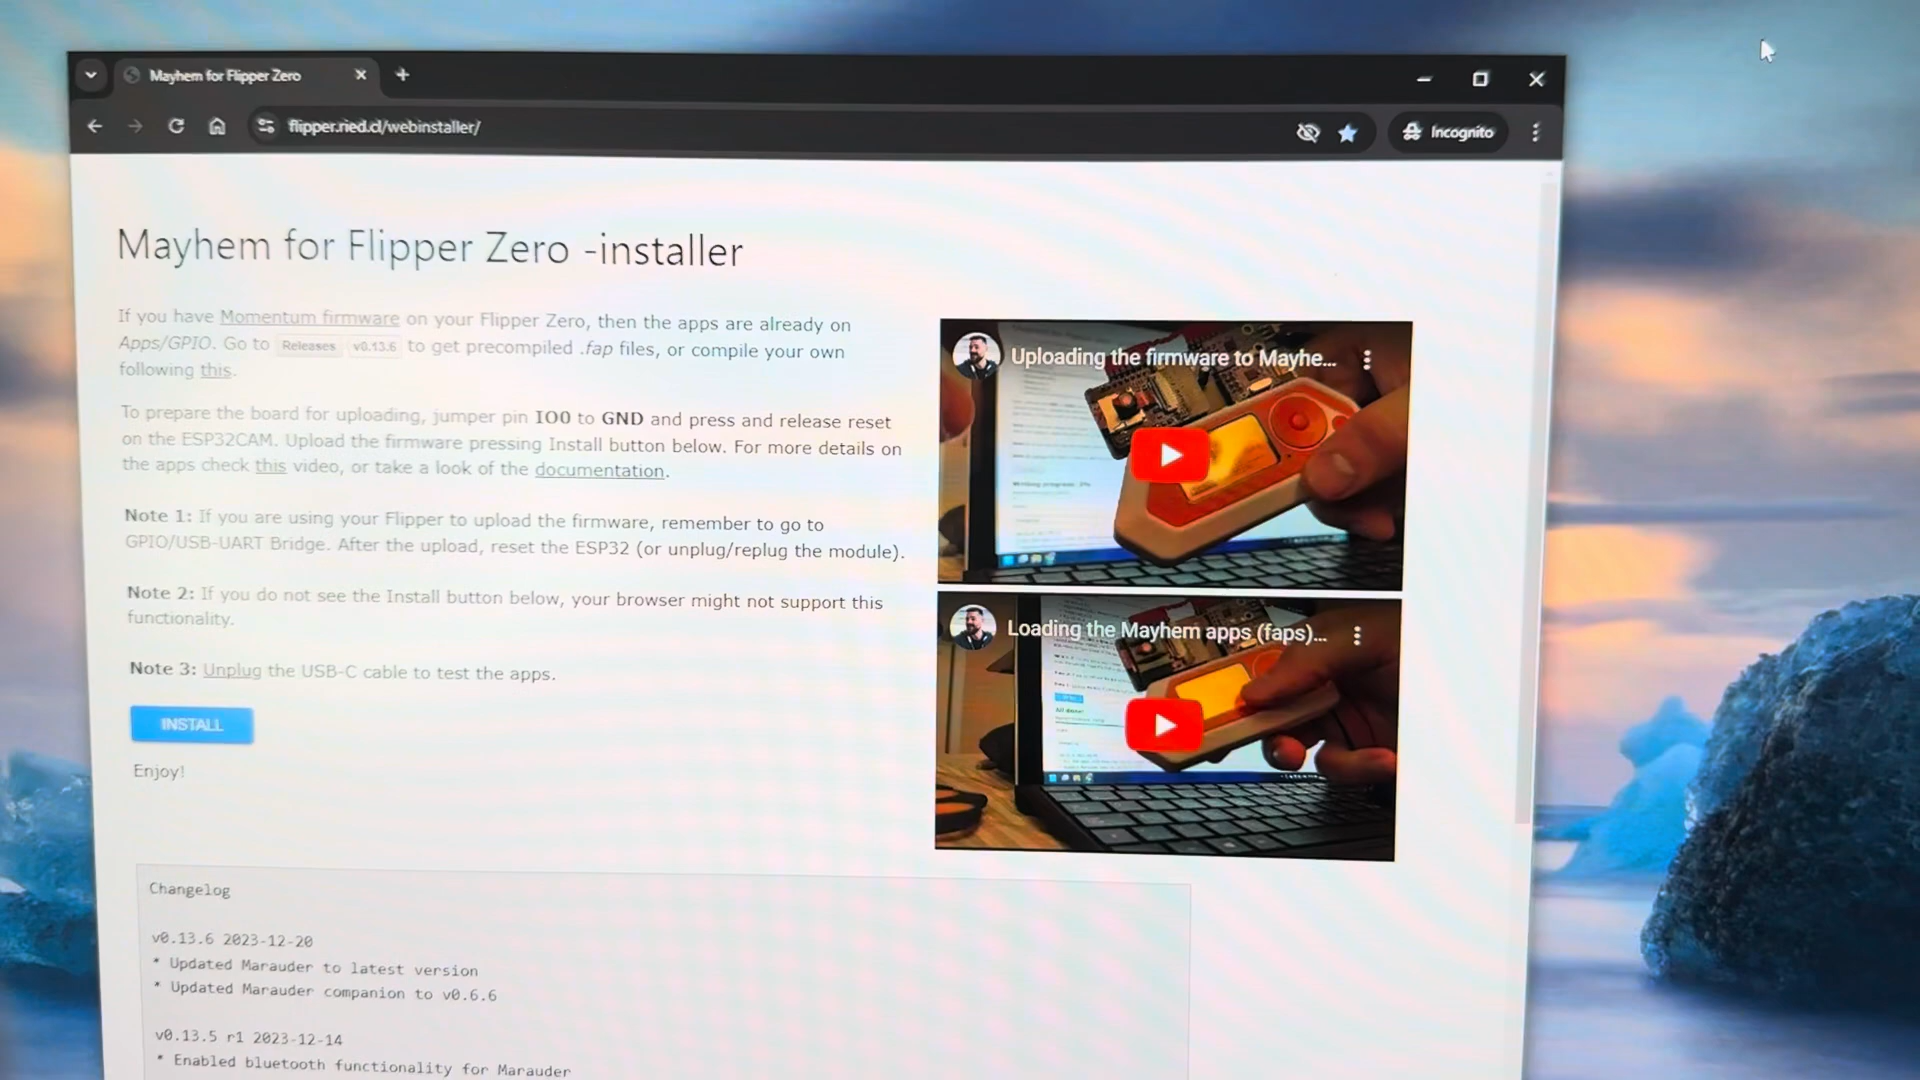 Mayhem for Flipper Zero
flipper.ried.cl/webinstaller/
Incognito
Mayhem for Flipper Zero -installer
If you have Momentum firmware on your Flipper Zero, then the apps are already on
Apps/GPIO. Go to Releases v0.13.6 to get precompiled .fap files, or compile your own
following this.
To prepare the board for uploading, jumper pin IO0 to GND and press and release reset
on the ESP32CAM. Upload the firmware pressing Install button below. For more details on
the apps check this video, or take a look of the documentation.
Note 1: If you are using your Flipper to upload the firmware, remember to go to
GPIO/USB-UART Bridge. After the upload, reset the ESP32 (or unplug/replug the module).
Note 2: If you do not see the Install button below, your browser might not support this
functionality.
Note 3: Unplug the USB-C cable to test the apps.
INSTALL
Enjoy!
Uploading the firmware to Mayhe...
Loading the Mayhem apps (faps)...
Changelog
v0.13.6 2023-12-20
* Updated Marauder to latest version
* Updated Marauder companion to v0.6.6
v0.13.5 r1 2023-12-14
* Enabled bluetooth functionality for Marauder